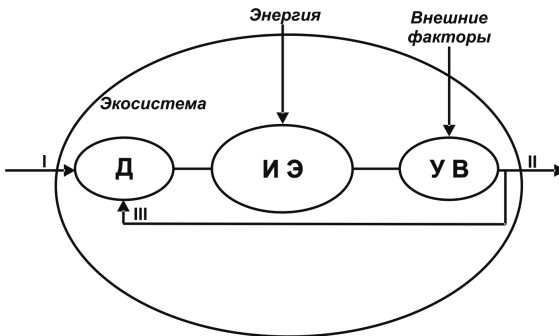 Энергия
Внешние
факторы
Экосистема
I
Д
И Э
У В
II
III